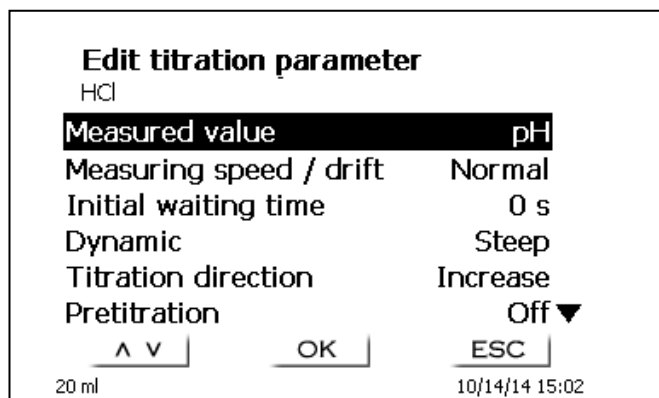 Edit titration parameter
HCl
Measured value pH
Measuring speed / drift Normal
Initial waiting time 0 s
Dynamic Steep
Titration direction Increase
Pretitration Off ▼
∧ ∨ OK ESC
20 ml 10/14/14 15:02